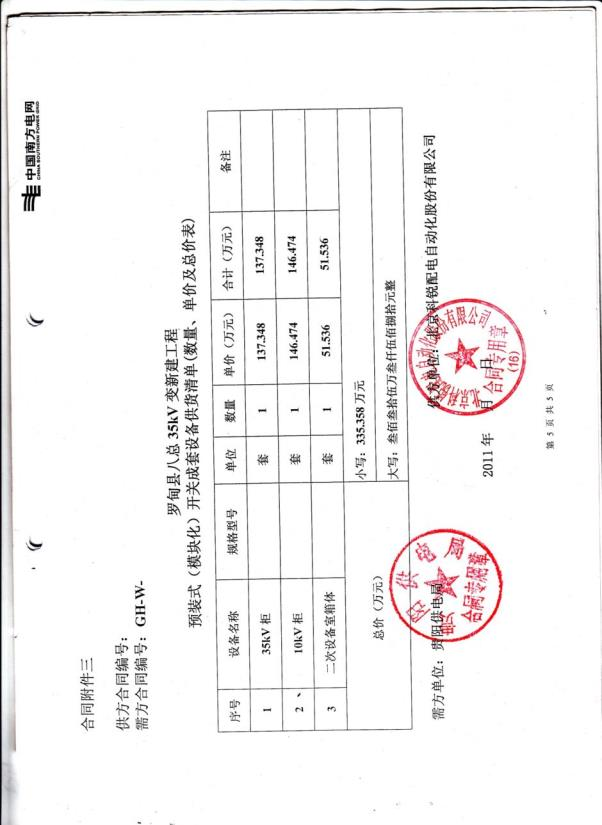 中国南方电网
CHINA SOUTHERN POWER GRID
合同附件三
供方合同编号：
需方合同编号：GH-W-
罗甸县八总 35kV 变新建工程
预装式（模块化）开关成套设备供货清单(数量、单价及总价表)
序号 设备名称 规格型号 单位 数量 单价（万元） 合计（万元） 备注
1 35kV 柜 套 1 137.348 137.348
2、 10kV 柜 套 1 146.474 146.474
3 二次设备室箱体 套 1 51.536 51.536
总价（万元） 小写：335.358 万元
大写：叁佰叁拾伍万叁仟伍佰捌拾元整
需方单位：贵阳供电局 供方单位：北京科锐配电自动化股份有限公司
2011 年 月 日
合同专用章
合同专用章
(16)
第 5 页 共 5 页